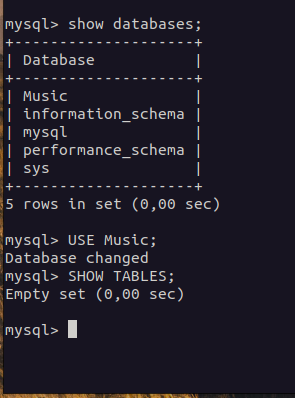 mysql> show databases;
+--------------------+
| Database           |
+--------------------+
| Music              |
| information_schema |
| mysql              |
| performance_schema |
| sys                |
+--------------------+
5 rows in set (0,00 sec)

mysql> USE Music;
Database changed
mysql> SHOW TABLES;
Empty set (0,00 sec)

mysql>